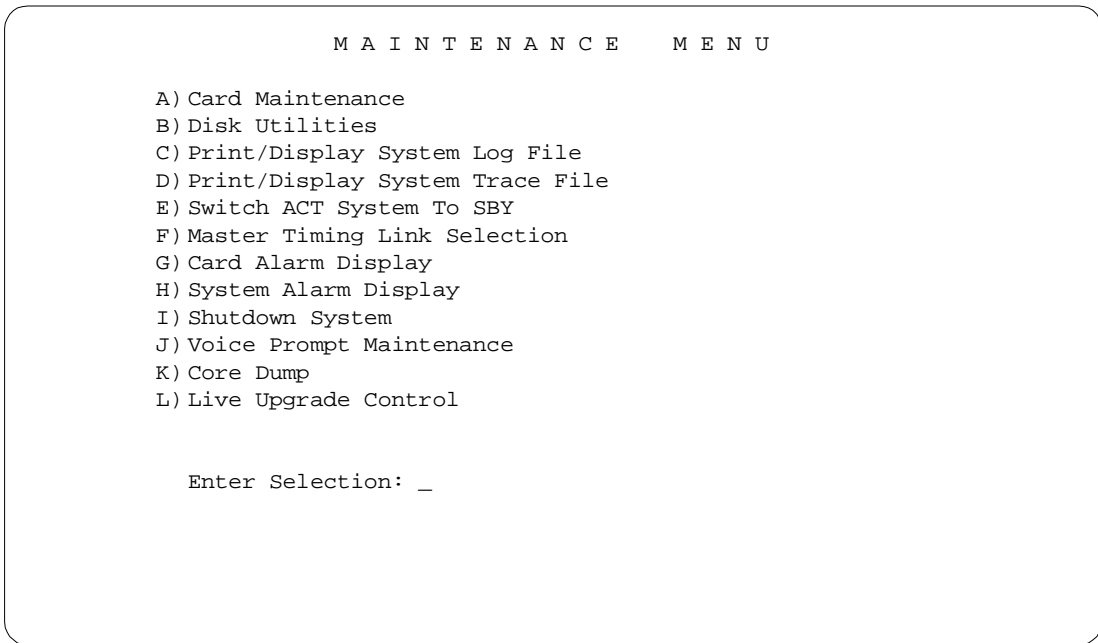 M A I N T E N A N C E   M E N U
A) Card Maintenance
B) Disk Utilities
C) Print/Display System Log File
D) Print/Display System Trace File
E) Switch ACT System To SBY
F) Master Timing Link Selection
G) Card Alarm Display
H) System Alarm Display
I) Shutdown System
J) Voice Prompt Maintenance
K) Core Dump
L) Live Upgrade Control
Enter Selection: _